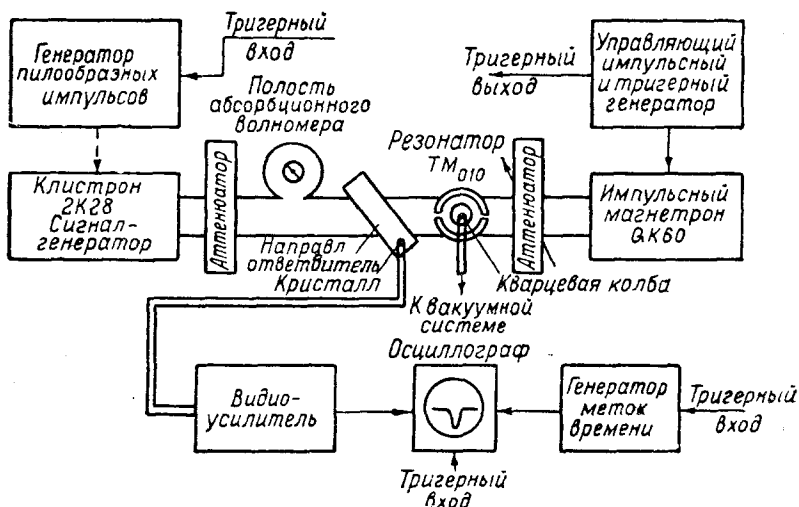 Генератор
пилообразных
импульсов
Тригерный
вход
Полость
абсорбционного
волномера
Тригерный
выход
Управляющий
импульсный
и тригерный
генератор
Клистрон
2К28
Сигнал-
генератор
Аттенюатор
Направл
ответвитель
Кристалл
Резонатор
ТМ010
Аттенюатор
Импульсный
магнетрон
QK60
Кварцевая колба
К вакуумной
системе
Осциллограф
Видио-
усилитель
Генератор
меток
времени
Тригерный
вход
Тригерный
вход